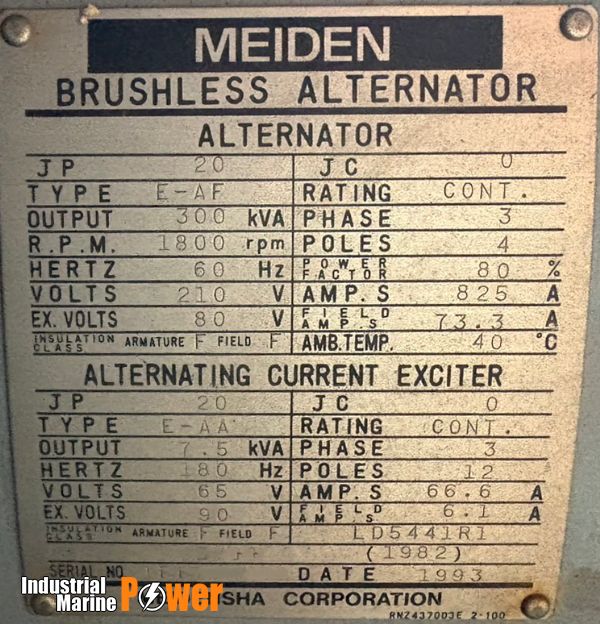 MEIDEN
BRUSHLESS ALTERNATOR
ALTERNATOR
JP 20 JC 0
TYPE E-AF RATING CONT.
OUTPUT 300 kVA PHASE 3
R.P.M. 1800 rpm POLES 4
HERTZ 60 Hz POWER FACTOR 80 %
VOLTS 210 V AMP.S 825 A
EX. VOLTS 80 V FIELD AMP.S 73.3 A
INSULATION CLASS ARMATURE F FIELD F AMB.TEMP. 40 °C
ALTERNATING CURRENT EXCITER
JP 20 JC 0
TYPE E-AA RATING CONT.
OUTPUT 7.5 kVA PHASE 3
HERTZ 180 Hz POLES 12
VOLTS 65 V AMP.S 66.6 A
EX. VOLTS 90 V FIELD AMP.S 6.1 A
INSULATION CLASS ARMATURE F FIELD F LD5441R1
(1982)
SERIAL NO DATE 1993
SHA CORPORATION
RNZ437003E 2-100
Industrial Marine Power